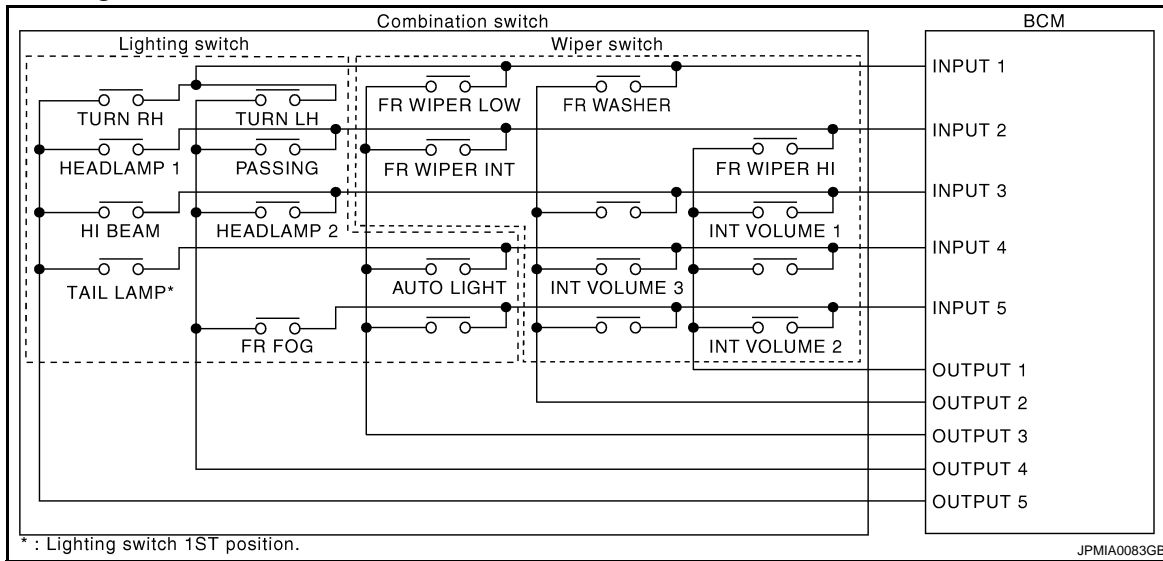 Combination switch BCM
Lighting switch Wiper switch
INPUT 1
TURN RH TURN LH FR WIPER LOW FR WASHER
INPUT 2
HEADLAMP 1 PASSING FR WIPER INT FR WIPER HI
INPUT 3
HI BEAM HEADLAMP 2 INT VOLUME 1
INPUT 4
TAIL LAMP* AUTO LIGHT INT VOLUME 3
INPUT 5
FR FOG INT VOLUME 2
OUTPUT 1
OUTPUT 2
OUTPUT 3
OUTPUT 4
OUTPUT 5
* : Lighting switch 1ST position.
JPMIA0083GB